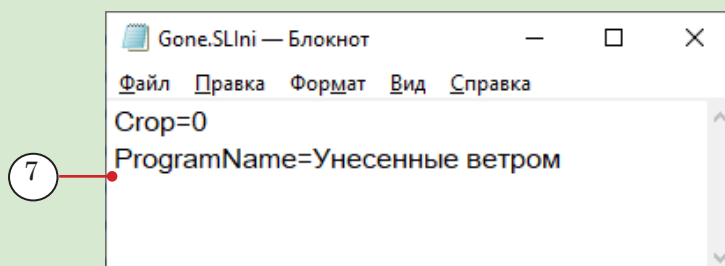 Gone.SLIni — Блокнот
Файл Правка Формат Вид Справка
Crop=0
ProgramName=Унесенные ветром
7